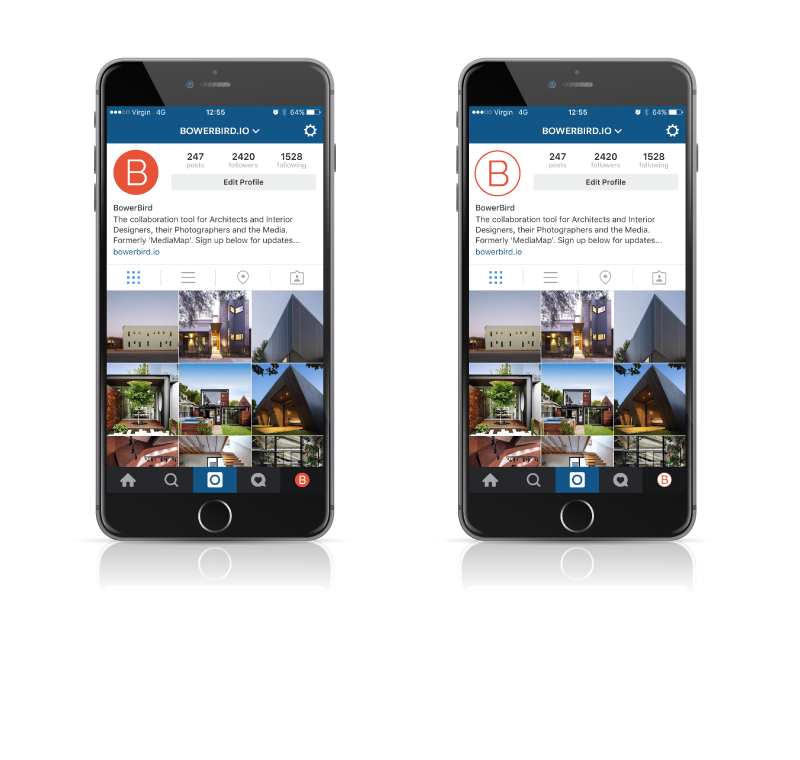 Virgin 4G 12:55 64%
BOWERBIRD.IO
B
247 2420 1528
posts followers following
Edit Profile
BowerBird
The collaboration tool for Architects and Interior
Designers, their Photographers and the Media.
Formerly 'MediaMap'. Sign up below for updates...
bowerbird.io
B
Virgin 4G 12:55 64%
BOWERBIRD.IO
B
247 2420 1528
posts followers following
Edit Profile
BowerBird
The collaboration tool for Architects and Interior
Designers, their Photographers and the Media.
Formerly 'MediaMap'. Sign up below for updates...
bowerbird.io
B